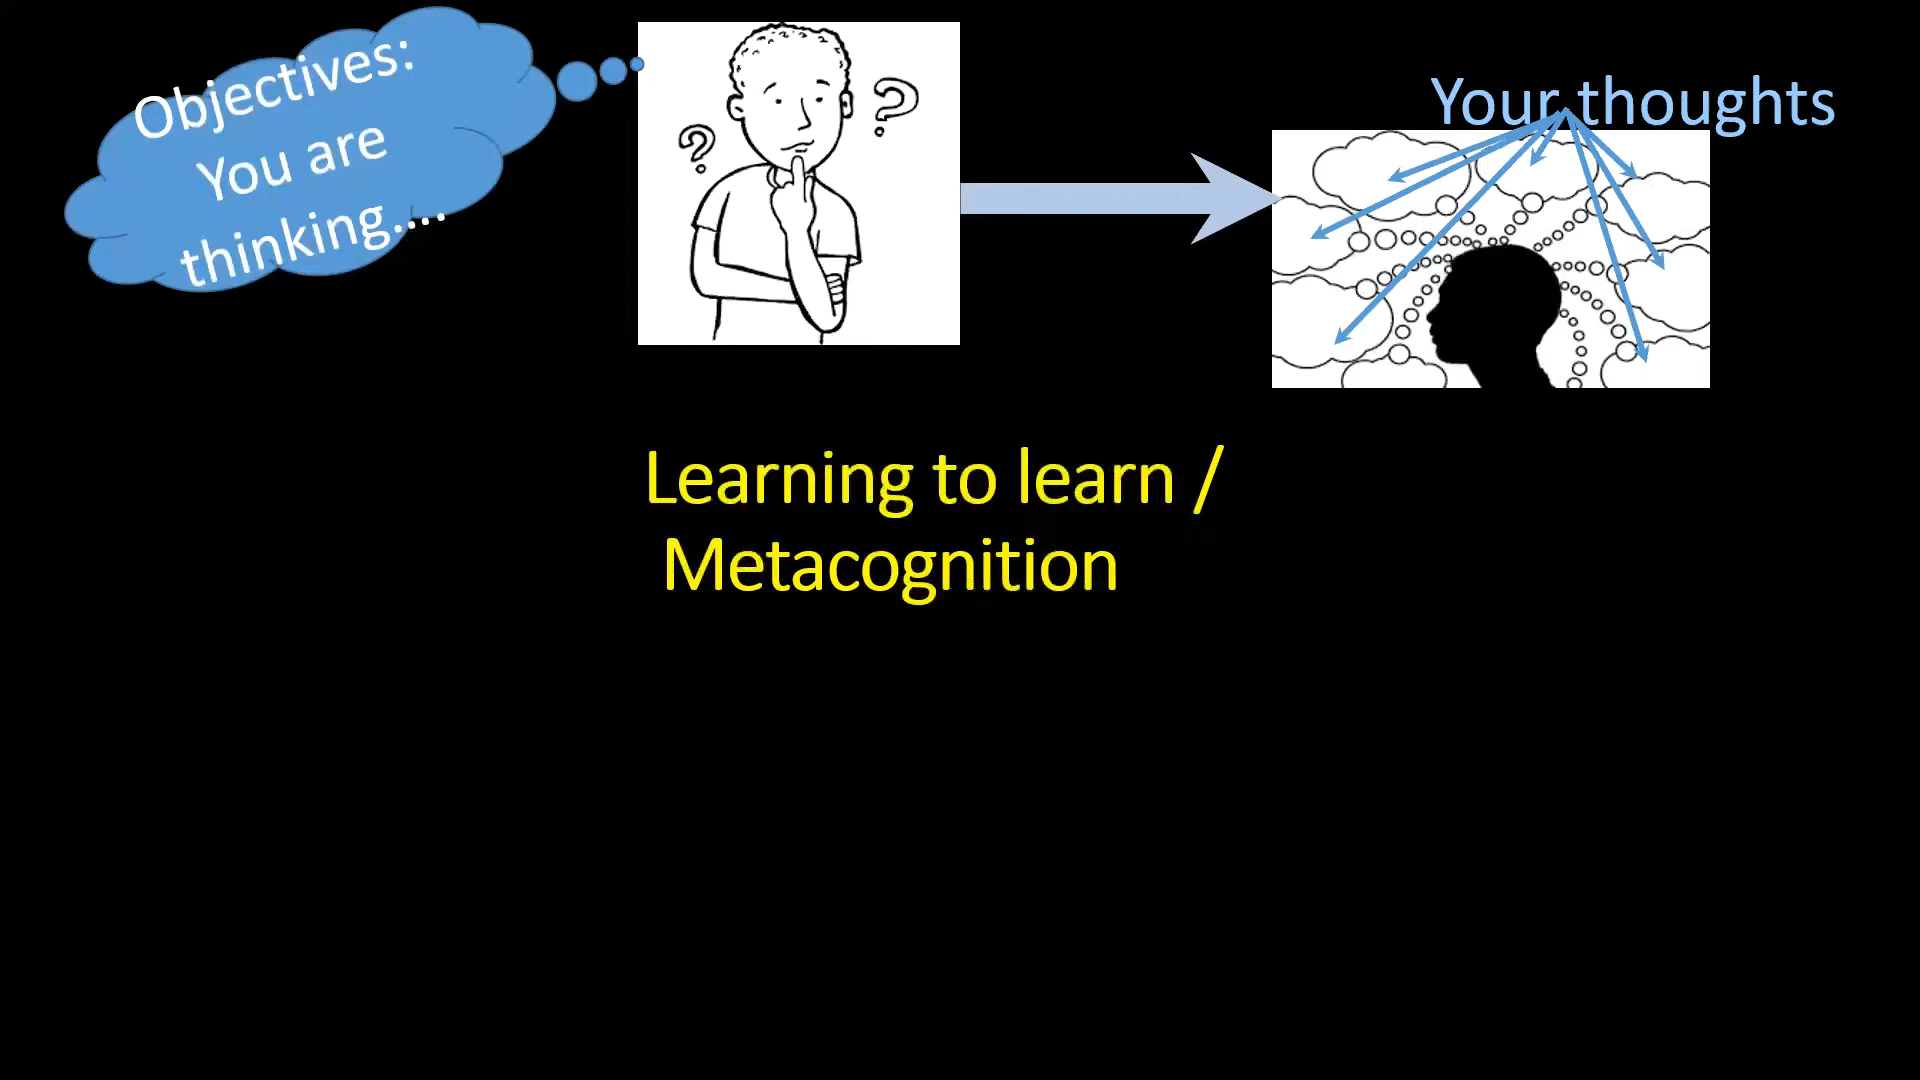 Objectives:
You are
thinking....
? ?
Your thoughts
Learning to learn /
Metacognition